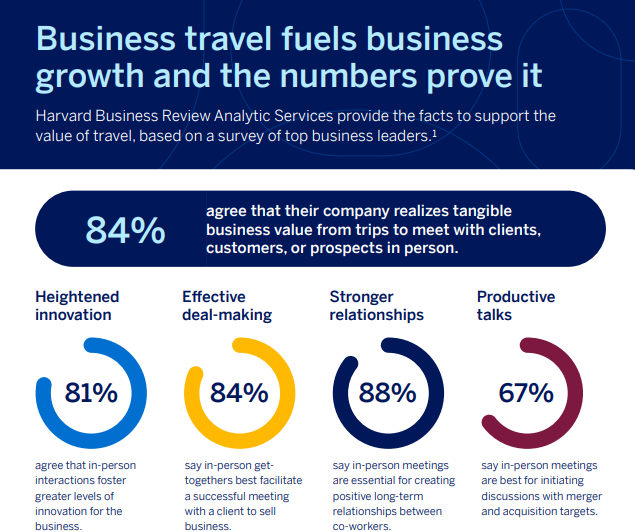 Business travel fuels business
growth and the numbers prove it
Harvard Business Review Analytic Services provide the facts to support the
value of travel, based on a survey of top business leaders.¹
84%
agree that their company realizes tangible
business value from trips to meet with clients,
customers, or prospects in person.
Heightened
innovation
81%
agree that in-person
interactions foster
greater levels of
innovation for the
business.
Effective
deal-making
84%
say in-person get-
togethers best facilitate
a successful meeting
with a client to sell
business.
Stronger
relationships
88%
say in-person meetings
are essential for creating
positive long-term
relationships between
co-workers.
Productive
talks
67%
say in-person meetings
are best for initiating
discussions with merger
and acquisition targets.